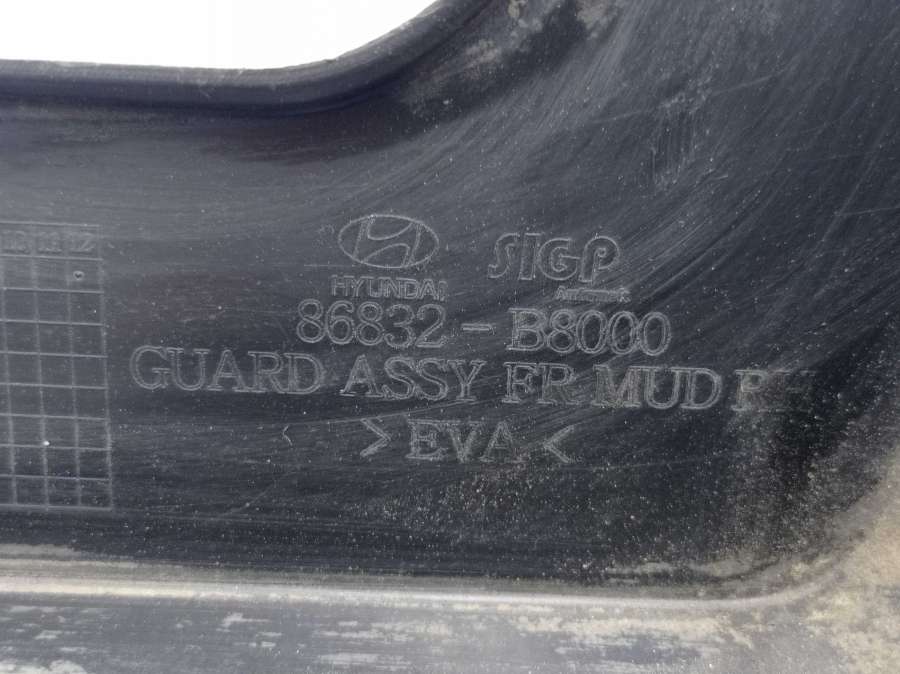 SIGP
HYUNDAI
86832-B8000
GUARD ASSY FR MUD
>EVA<